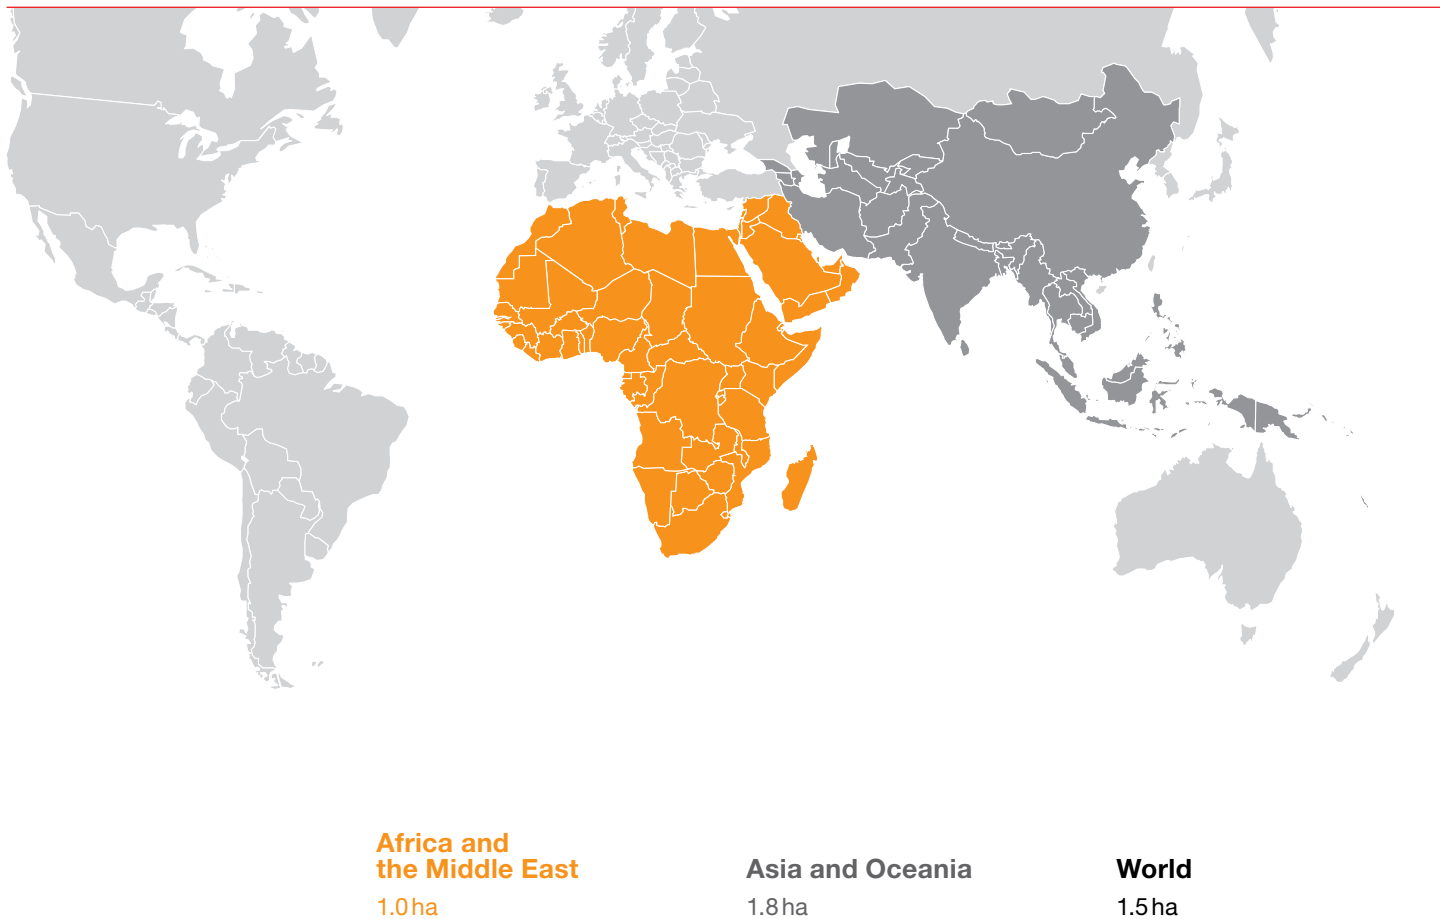 Africa and
the Middle East
1.0 ha
Asia and Oceania
1.8 ha
World
1.5 ha